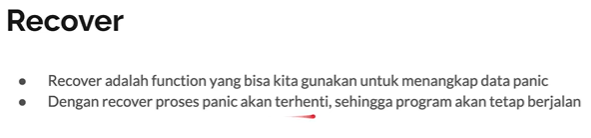 Recover
● Recover adalah function yang bisa kita gunakan untuk menangkap data panic
● Dengan recover proses panic akan terhenti, sehingga program akan tetap berjalan